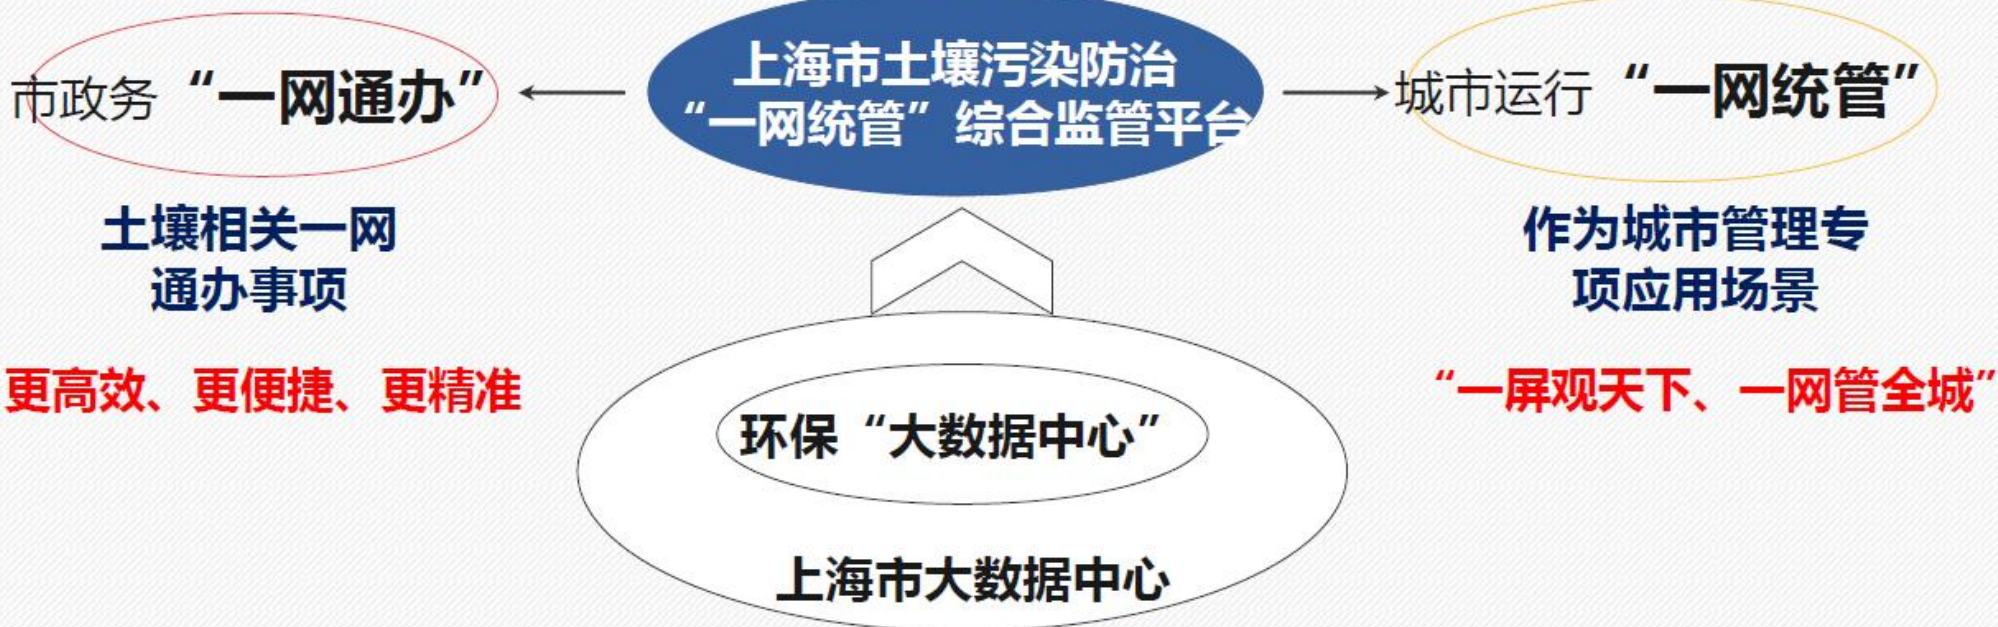 市政务“一网通办”
土壤相关一网
通办事项
更高效、更便捷、更精准
上海市土壤污染防治
“一网统管”综合监管平台
环保“大数据中心”
上海市大数据中心
城市运行“一网统管”
作为城市管理专
项应用场景
“一屏观天下、一网管全城”